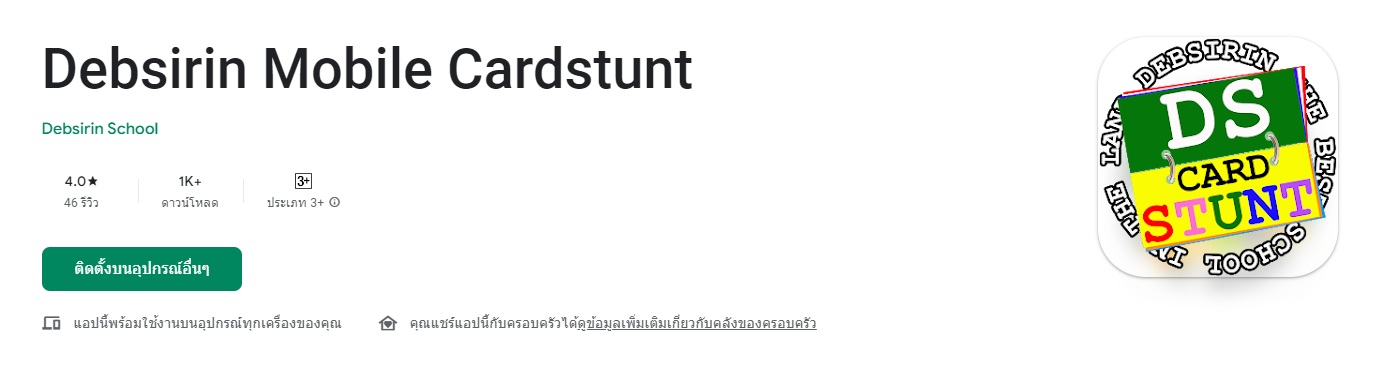 Debsirin Mobile Cardstunt
Debsirin School
4.0★
46 รีวิว
1K+
ดาวน์โหลด
3+
ประเภท 3+
ติดตั้งบนอุปกรณ์อื่นๆ
แอปนี้พร้อมใช้งานบนอุปกรณ์ทุกเครื่องของคุณ
คุณแชร์แอปนี้กับครอบครัวได้ดูข้อมูลเพิ่มเติมเกี่ยวกับคลังของครอบครัว
DEBSIRIN
THE BEST
SCHOOL
IN THE
LAND
DS
CARD
STUNT